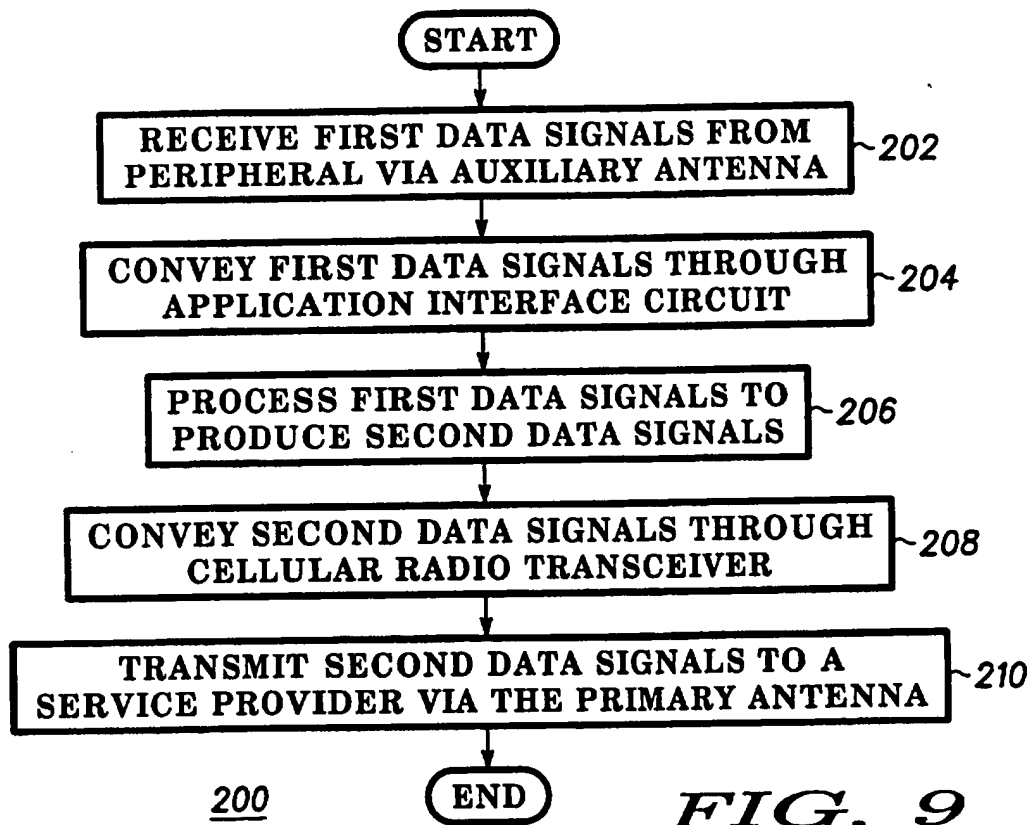 START
RECEIVE FIRST DATA SIGNALS FROM
PERIPHERAL VIA AUXILIARY ANTENNA
202
CONVEY FIRST DATA SIGNALS THROUGH
APPLICATION INTERFACE CIRCUIT
204
PROCESS FIRST DATA SIGNALS TO
PRODUCE SECOND DATA SIGNALS
206
CONVEY SECOND DATA SIGNALS THROUGH
CELLULAR RADIO TRANSCEIVER
208
TRANSMIT SECOND DATA SIGNALS TO A
SERVICE PROVIDER VIA THE PRIMARY ANTENNA
210
END
200
FIG. 9